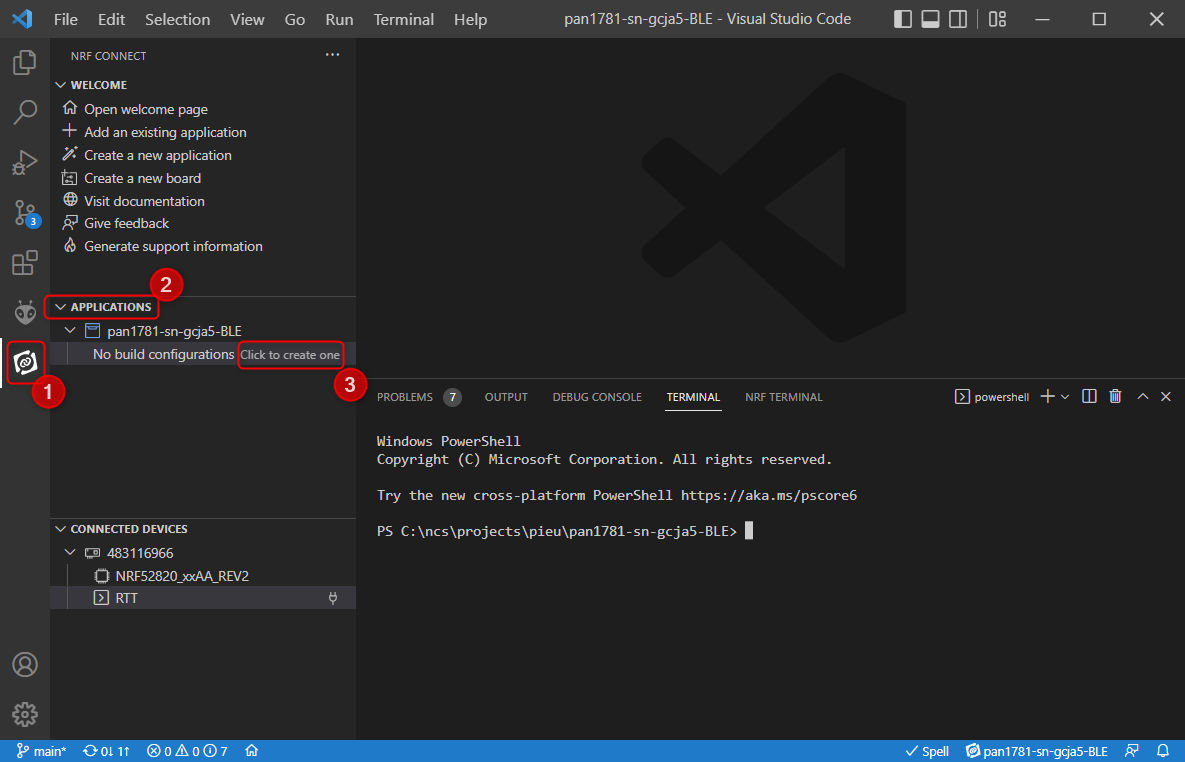 File Edit Selection View Go Run Terminal Help
pan1781-sn-gcja5-BLE - Visual Studio Code
NRF CONNECT
WELCOME
Open welcome page
Add an existing application
Create a new application
Create a new board
Visit documentation
Give feedback
Generate support information
3
2
APPLICATIONS
pan1781-sn-gcja5-BLE
No build configurations Click to create one
1
3
CONNECTED DEVICES
483116966
NRF52820_xxAA_REV2
RTT
PROBLEMS 7 OUTPUT DEBUG CONSOLE TERMINAL NRF TERMINAL
powershell
Windows PowerShell
Copyright (C) Microsoft Corporation. All rights reserved.
Try the new cross-platform PowerShell https://aka.ms/pscore6
PS C:\ncs\projects\pieu\pan1781-sn-gcja5-BLE>
main* 0↓ 1↑ 0 0 7
Spell pan1781-sn-gcja5-BLE